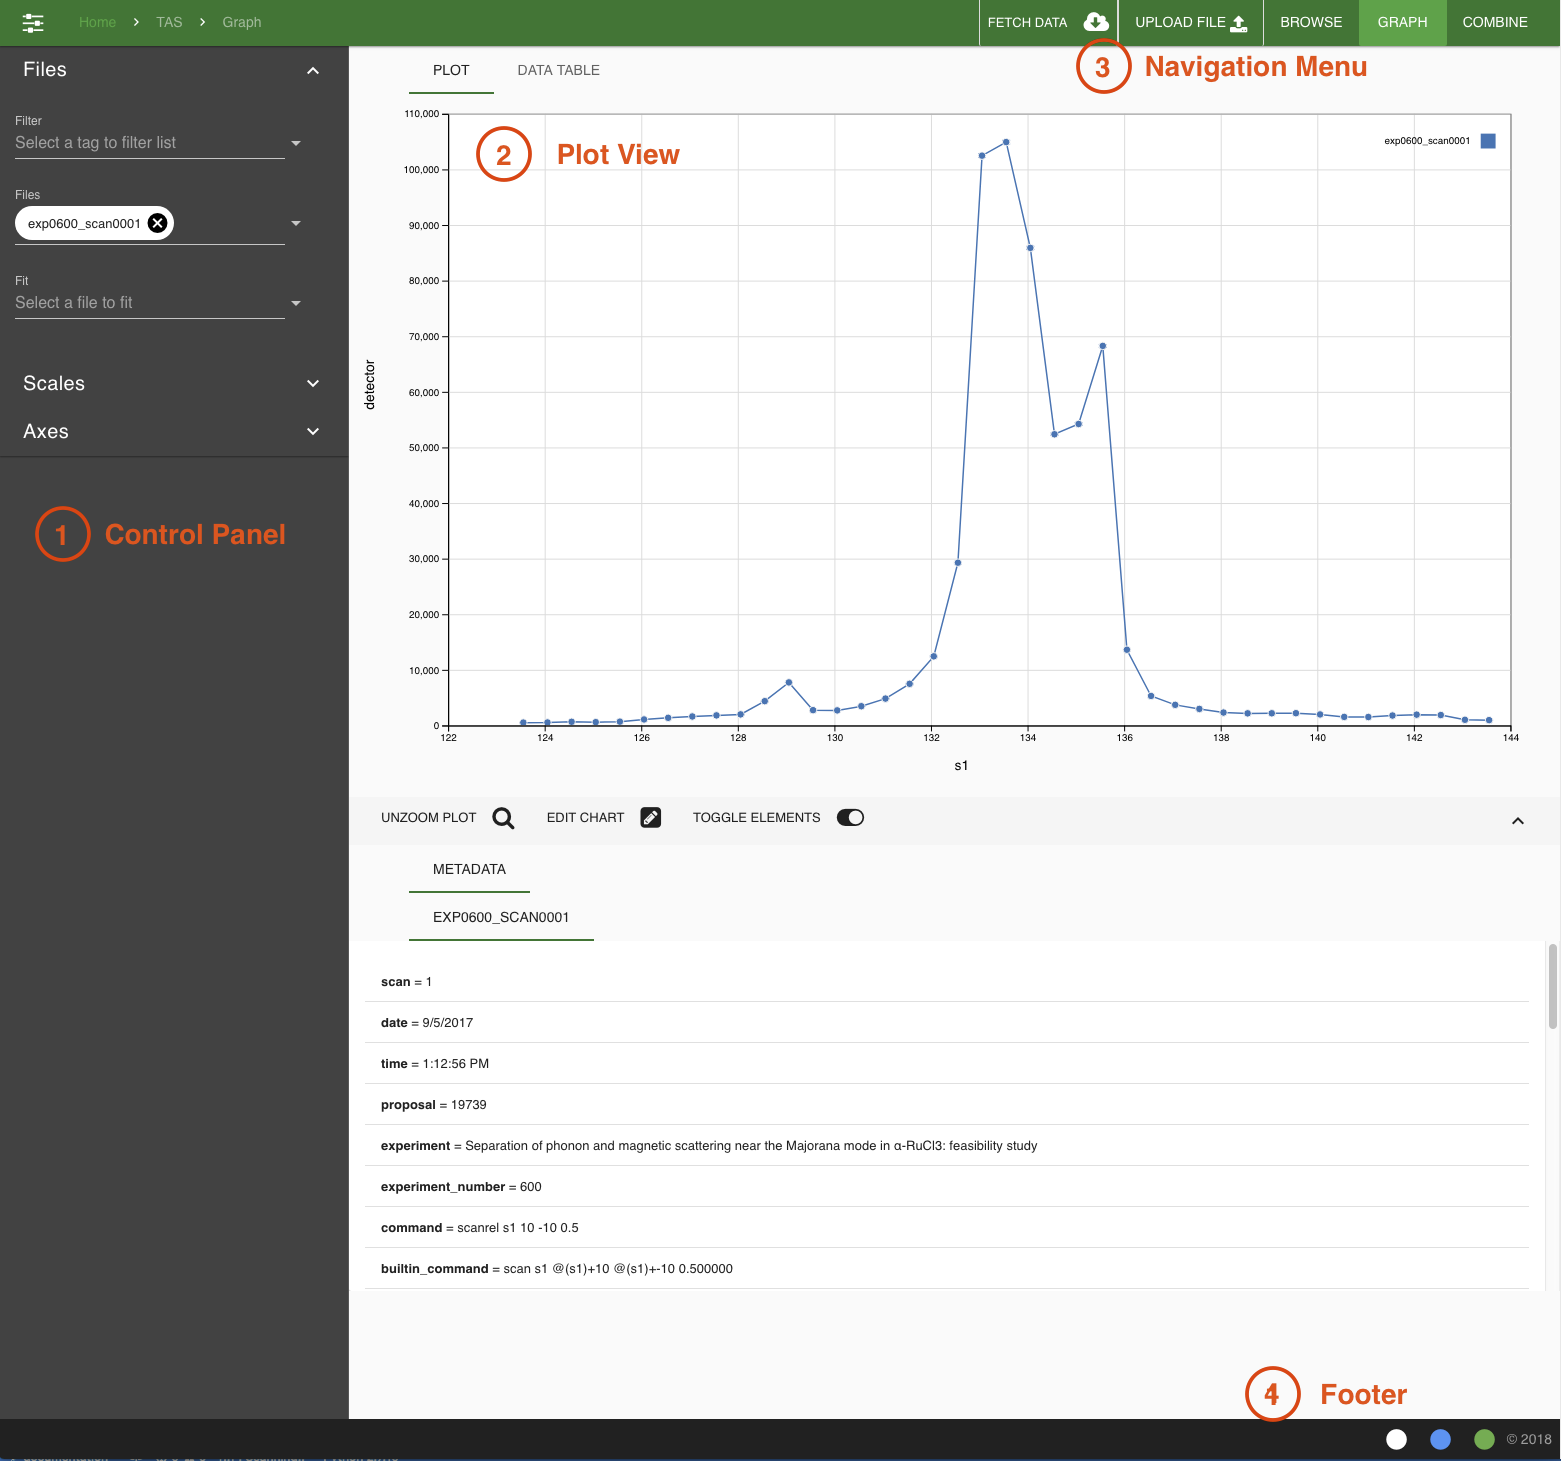 Home > TAS > Graph
FETCH DATA
UPLOAD FILE
BROWSE
GRAPH
COMBINE
3 Navigation Menu
Files
Filter
Select a tag to filter list
Files
exp0600_scan0001
Fit
Select a file to fit
Scales
Axes
1 Control Panel
PLOT
DATA TABLE
2 Plot View
exp0600_scan0001
110,000
100,000
90,000
80,000
70,000
60,000
50,000
40,000
30,000
20,000
10,000
0
detector
122 124 126 128 130 132 134 136 138 140 142 144
s1
UNZOOM PLOT
EDIT CHART
TOGGLE ELEMENTS
METADATA
EXP0600_SCAN0001
scan = 1
date = 9/5/2017
time = 1:12:56 PM
proposal = 19739
experiment = Separation of phonon and magnetic scattering near the Majorana mode in α-RuCl3: feasibility study
experiment_number = 600
command = scanrel s1 10 -10 0.5
builtin_command = scan s1 @(s1)+10 @(s1)+-10 0.500000
4 Footer
© 2018